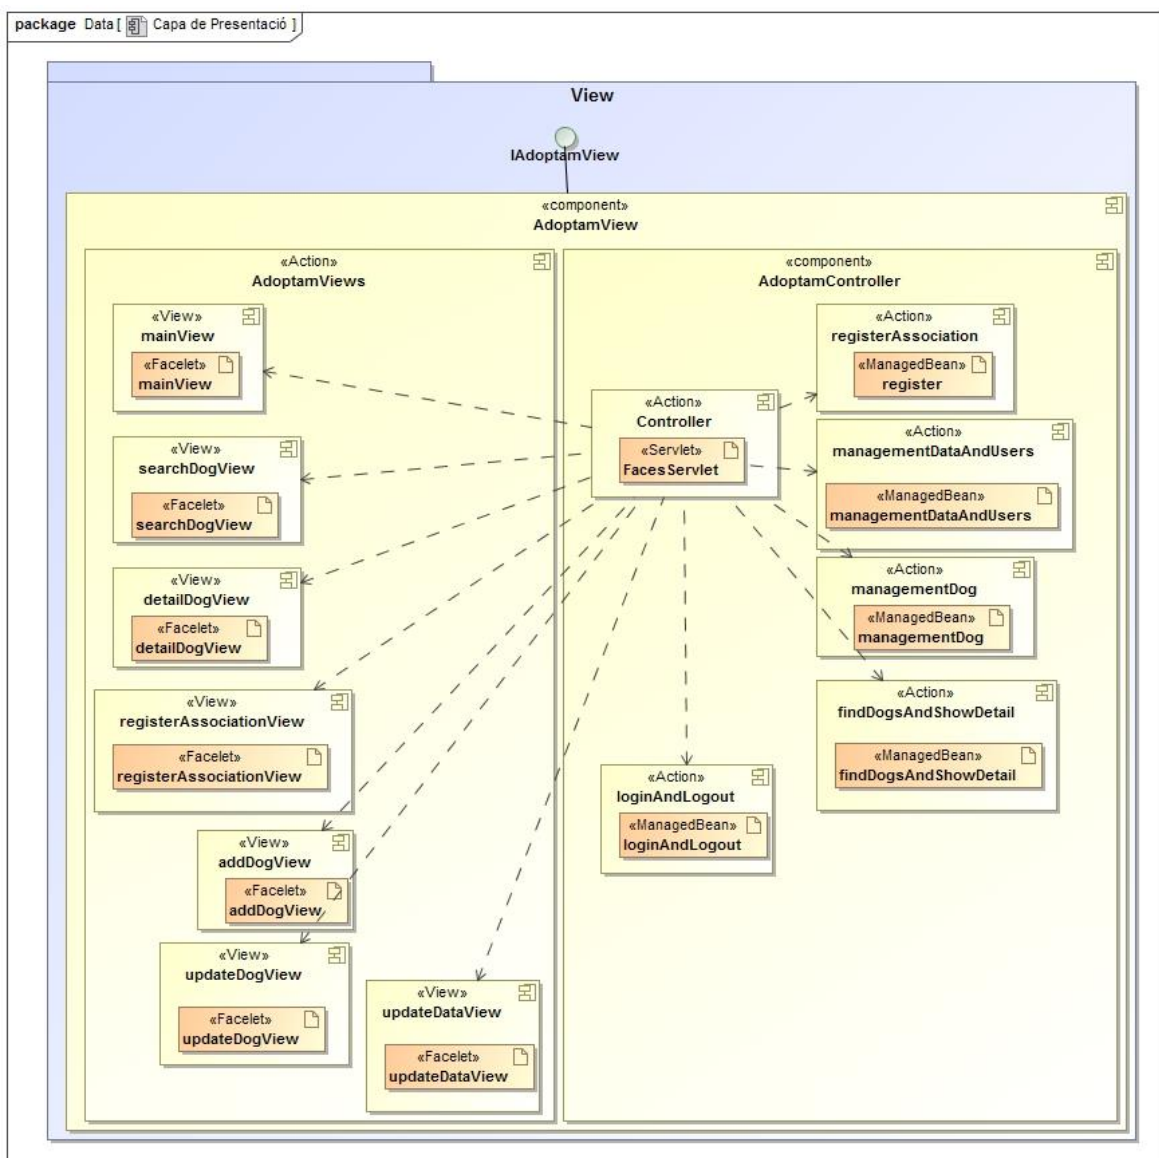 package Data [ Capa de Presentació ]
View
IAdoptamView
«component»
AdoptamView
«Action»
AdoptamViews
«View»
mainView
«Facelet»
mainView
«View»
searchDogView
«Facelet»
searchDogView
«View»
detailDogView
«Facelet»
detailDogView
«View»
registerAssociationView
«Facelet»
registerAssociationView
«View»
addDogView
«Facelet»
addDogView
«View»
updateDogView
«Facelet»
updateDogView
«View»
updateDataView
«Facelet»
updateDataView
«component»
AdoptamController
«Action»
Controller
«Servlet»
FacesServlet
«Action»
registerAssociation
«ManagedBean»
register
«Action»
managementDataAndUsers
«ManagedBean»
managementDataAndUsers
«Action»
managementDog
«ManagedBean»
managementDog
«Action»
findDogsAndShowDetail
«ManagedBean»
findDogsAndShowDetail
«Action»
loginAndLogout
«ManagedBean»
loginAndLogout